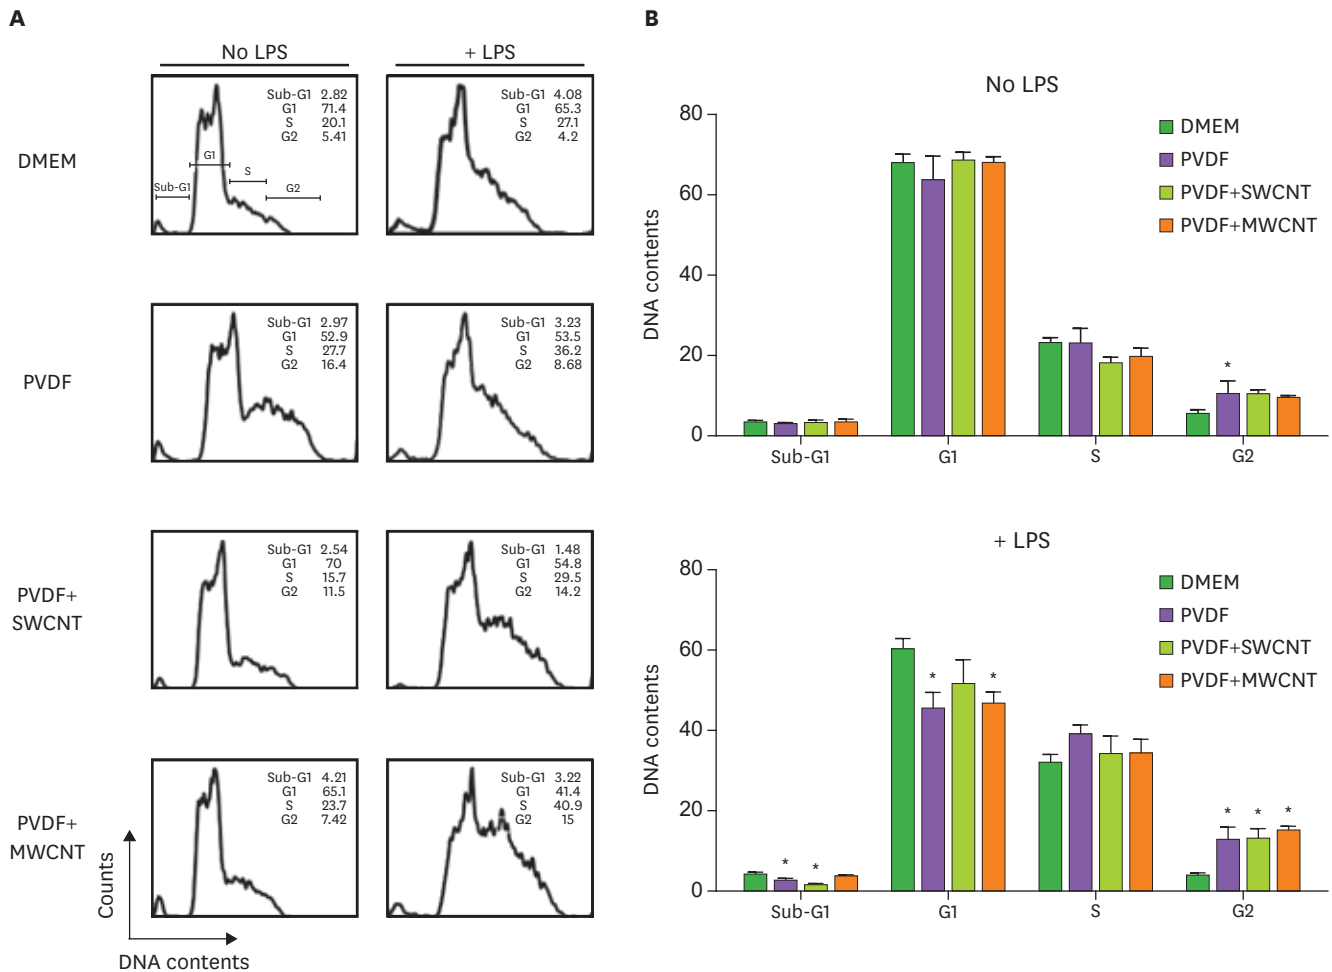 A
No LPS
+ LPS
DMEM
Sub-G1 2.82
G1 71.4
S 20.1
G2 5.41
G1
S
Sub-G1
G2
Sub-G1 4.08
G1 65.3
S 27.1
G2 4.2
PVDF
Sub-G1 2.97
G1 52.9
S 27.7
G2 16.4
Sub-G1 3.23
G1 53.5
S 36.2
G2 8.68
PVDF+
SWCNT
Sub-G1 2.54
G1 70
S 15.7
G2 11.5
Sub-G1 1.48
G1 54.8
S 29.5
G2 14.2
PVDF+
MWCNT
Sub-G1 4.21
G1 65.1
S 23.7
G2 7.42
Sub-G1 3.22
G1 41.4
S 40.9
G2 15
Counts
DNA contents
B
No LPS
DNA contents
80
60
40
20
0
DMEM
PVDF
PVDF+SWCNT
PVDF+MWCNT
*
Sub-G1 G1 S G2
+ LPS
DNA contents
80
60
40
20
0
DMEM
PVDF
PVDF+SWCNT
PVDF+MWCNT
* * * * * * *
Sub-G1 G1 S G2